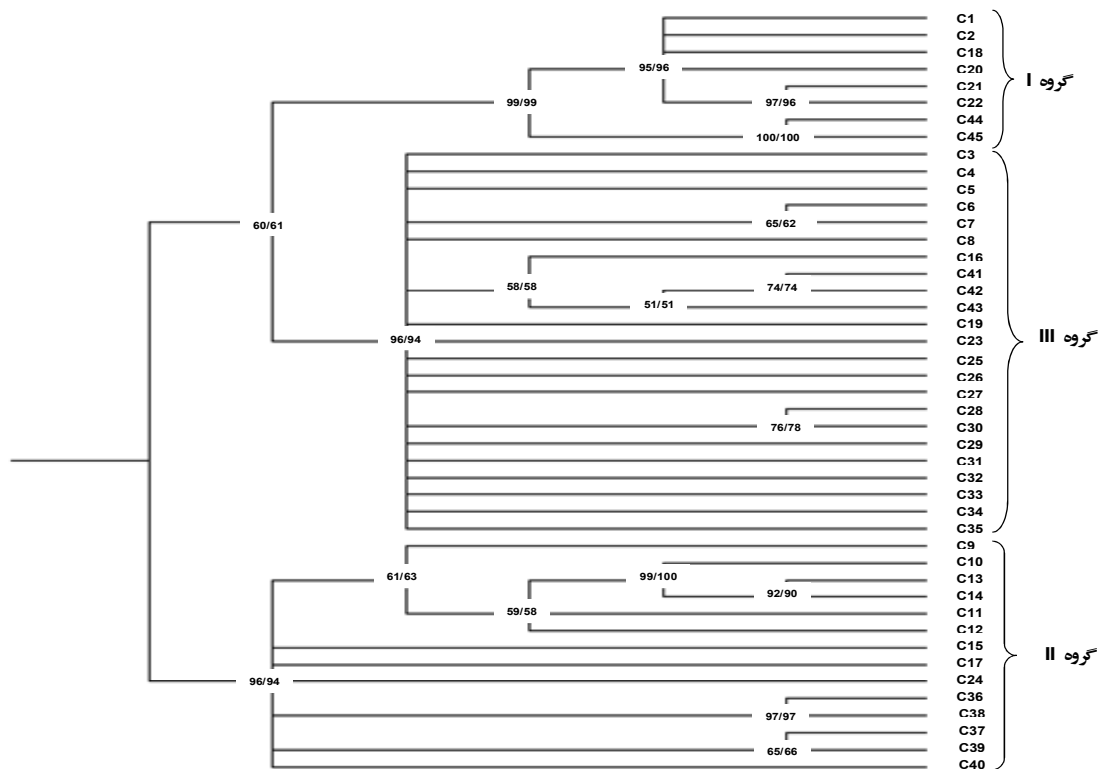 C1
C2
C18
95/96
C20
C21
گروه I
99/99
97/96
C22
C44
100/100
C45
C3
C4
C5
C6
60/61
65/62
C7
C8
C16
58/58
C41
74/74
C42
51/51
C43
C19
96/94
C23
گروه III
C25
C26
C27
C28
76/78
C30
C29
C31
C32
C33
C34
C35
C9
C10
61/63
99/100
C13
92/90
C14
59/58
C11
C12
C15
گروه II
C17
96/94
C24
C36
97/97
C38
C37
65/66
C39
C40